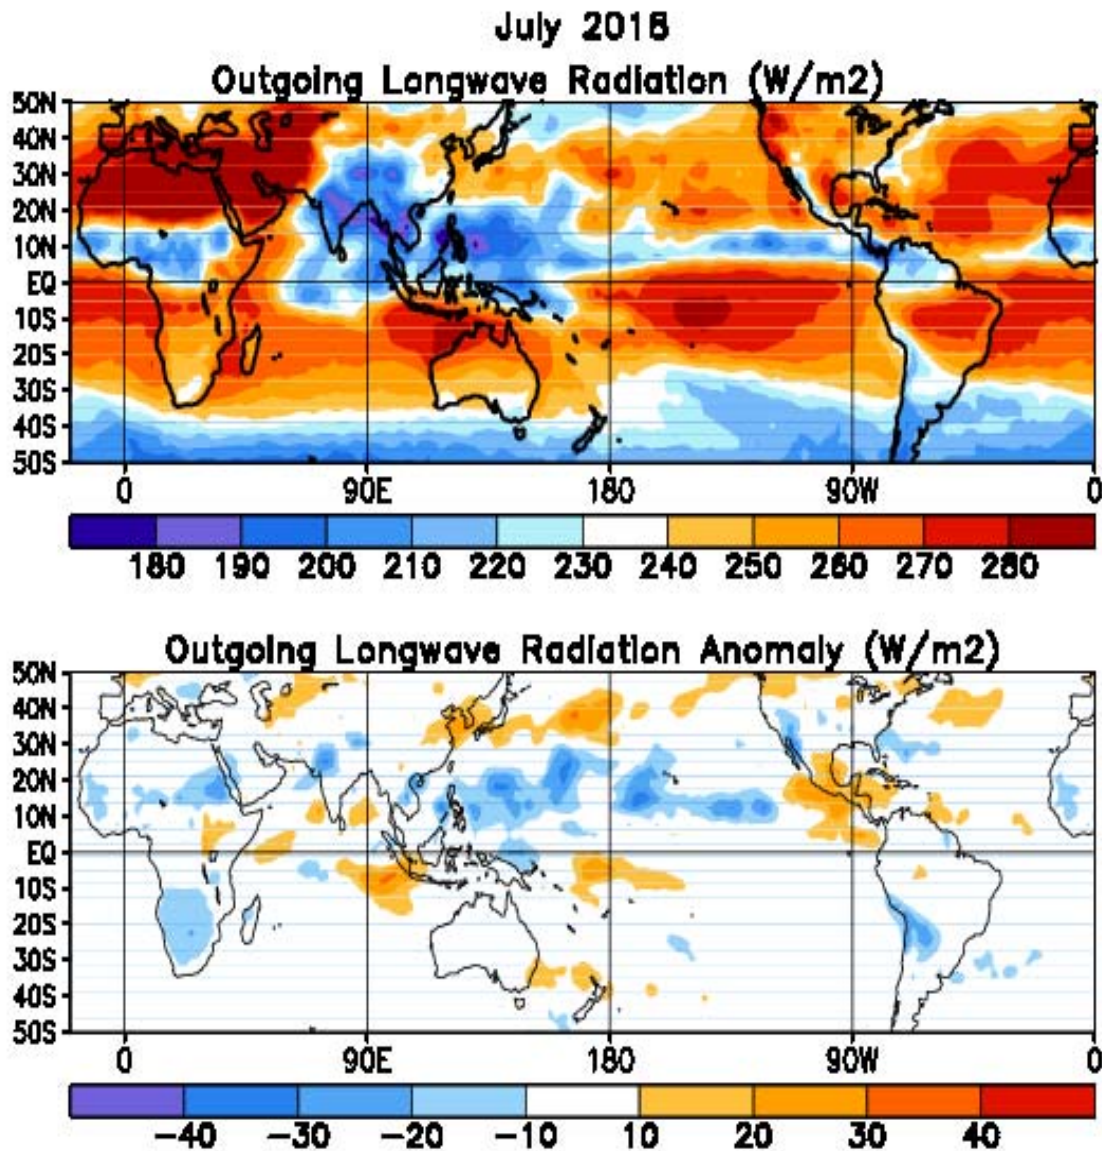 July 2018
Outgoing Longwave Radiation (W/m2)
50N
40N
30N
20N
10N
EQ
10S
20S
30S
40S
50S
0 90E 180 90W 0
180 190 200 210 220 230 240 250 260 270 280
Outgoing Longwave Radiation Anomaly (W/m2)
50N
40N
30N
20N
10N
EQ
10S
20S
30S
40S
50S
0 90E 180 90W 0
−40 −30 −20 −10 10 20 30 40